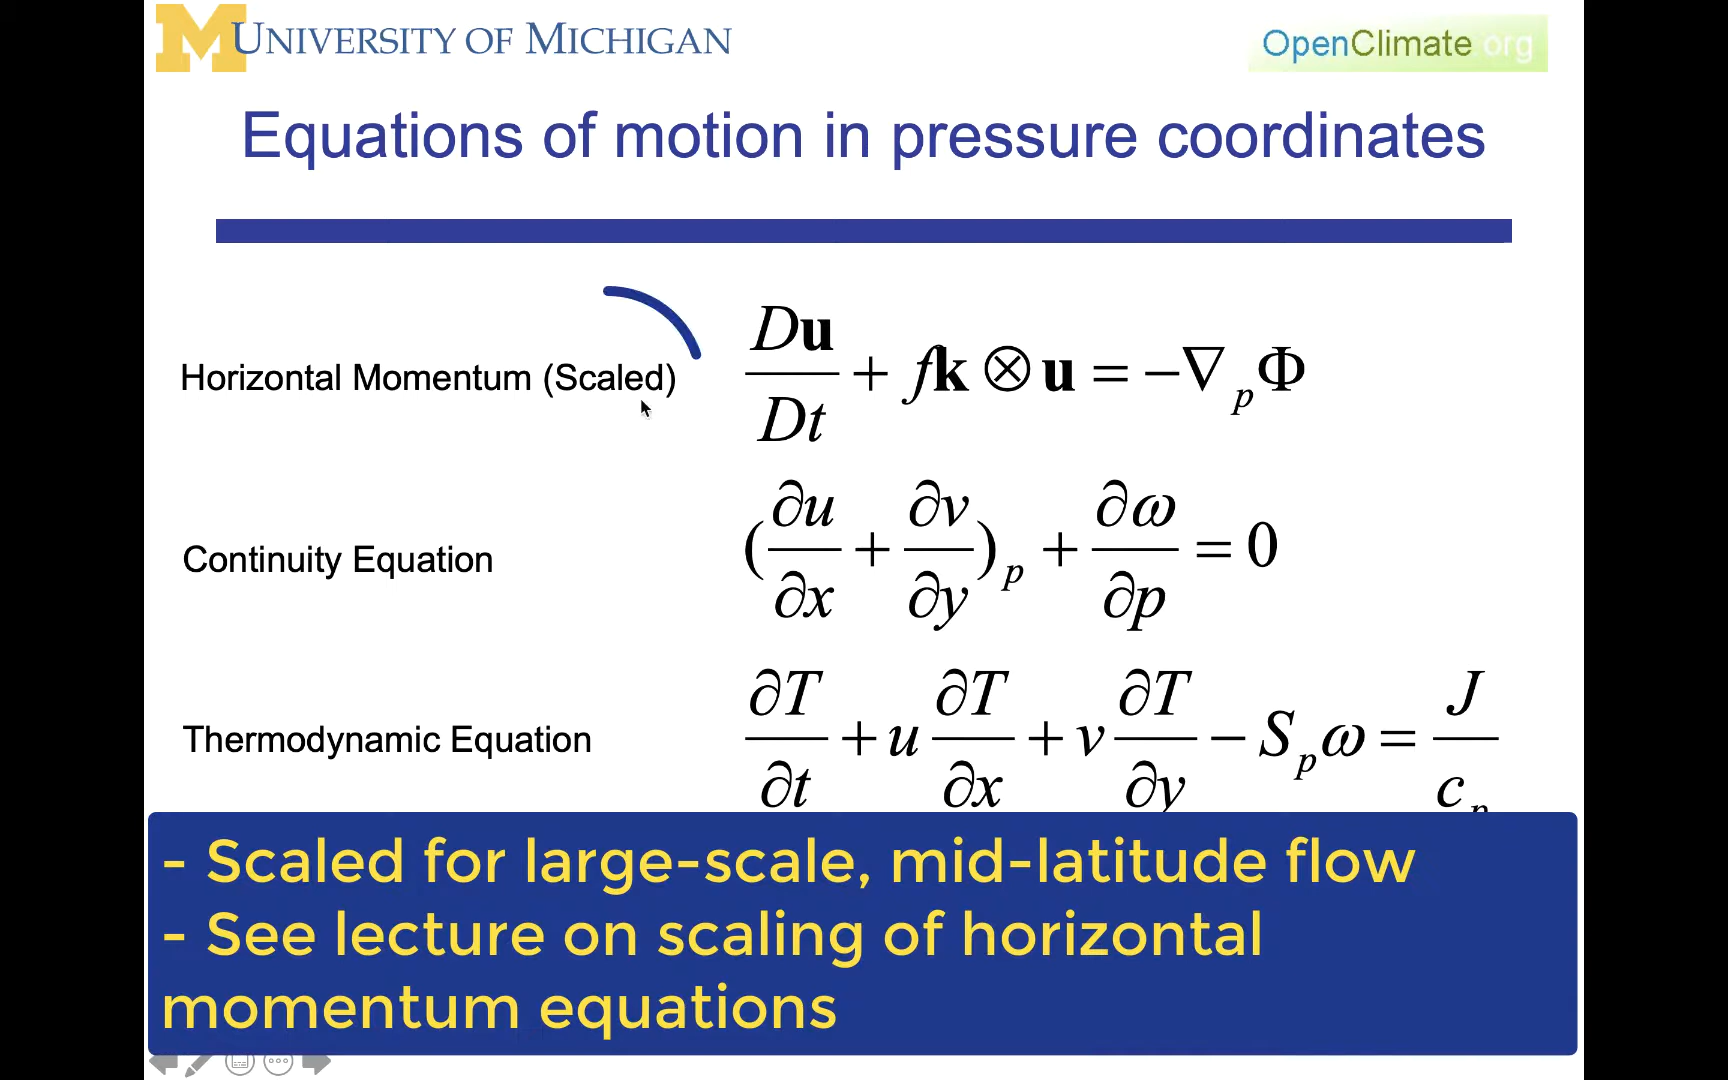 UNIVERSITY OF MICHIGAN
OpenClimate.org
Equations of motion in pressure coordinates
Horizontal Momentum (Scaled) D𝐮/Dt + f𝐤 ⊗ 𝐮 = −∇ₚΦ
Continuity Equation (∂u/∂x + ∂v/∂y)ₚ + ∂ω/∂p = 0
Thermodynamic Equation ∂T/∂t + u ∂T/∂x + v ∂T/∂y − Sₚω = J/cₚ
- Scaled for large-scale, mid-latitude flow
- See lecture on scaling of horizontal
momentum equations